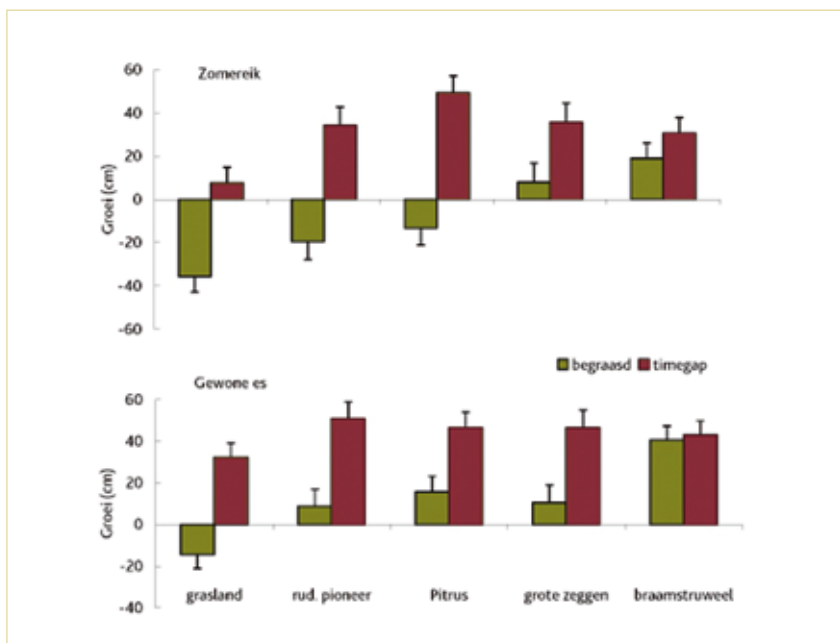 Zomereik
60
40
20
0
-20
-40
-60
Groei (cm)
begraasd timegap
Gewone es
60
40
20
0
-20
-40
Groei (cm)
grasland rud. pioneer Pitrus grote zeggen braamstruweel